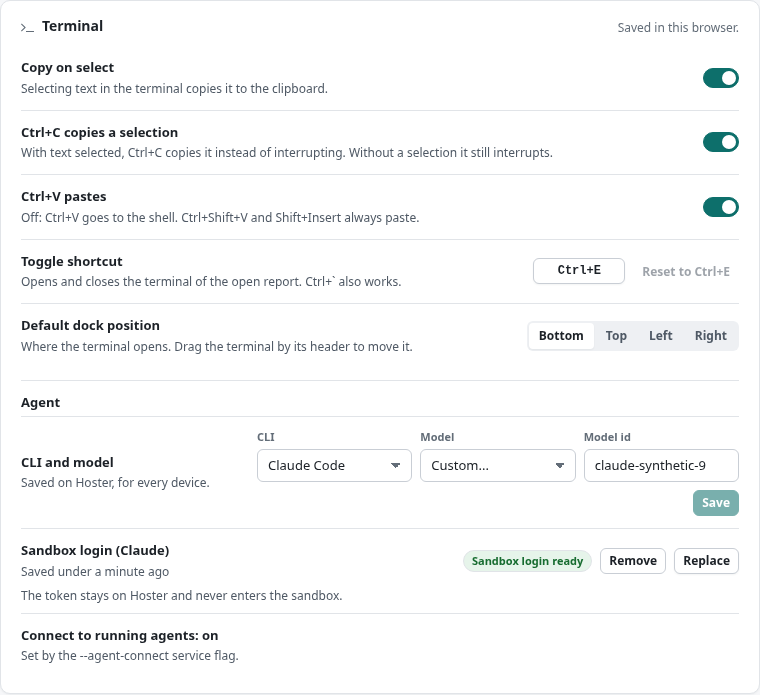 >_ Terminal
Saved in this browser.
Copy on select
Selecting text in the terminal copies it to the clipboard.
Ctrl+C copies a selection
With text selected, Ctrl+C copies it instead of interrupting. Without a selection it still interrupts.
Ctrl+V pastes
Off: Ctrl+V goes to the shell. Ctrl+Shift+V and Shift+Insert always paste.
Toggle shortcut
Opens and closes the terminal of the open report. Ctrl+` also works.
Ctrl+E
Reset to Ctrl+E
Default dock position
Where the terminal opens. Drag the terminal by its header to move it.
Bottom Top Left Right
Agent
CLI and model
Saved on Hoster, for every device.
CLI
Claude Code
Model
Custom...
Model id
claude-synthetic-9
Save
Sandbox login (Claude)
Saved under a minute ago
The token stays on Hoster and never enters the sandbox.
Sandbox login ready
Remove
Replace
Connect to running agents: on
Set by the --agent-connect service flag.